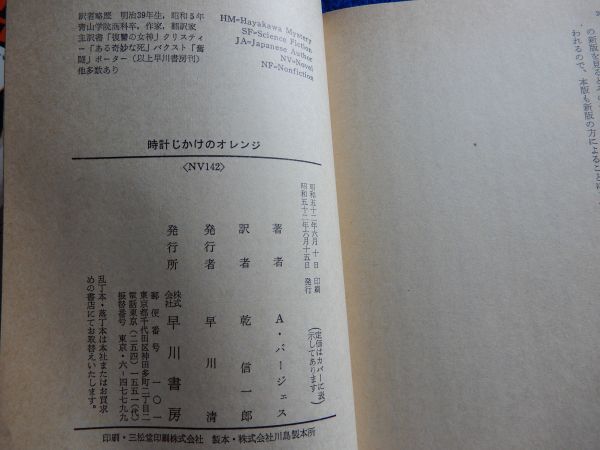 訳者略歴 明治39年生，昭和5年
青山学院商科卒，作家，翻訳家
主訳書「復讐の女神」クリスティ
ー「ある奇妙な死」バクスト「奮
闘」ポーター（以上早川書房刊）
他多数あり
HM=Hayakawa Mystery
SF=Science Fiction
JA=Japanese Author
NV=Novel
NF=Nonfiction
時計じかけのオレンジ
〈NV142〉
昭和五十二年六月 十 日 印刷
昭和五十二年六月十五日 発行
（定価はカバーに表
示してあります）
著者 A・バージェス
訳者 乾 信一郎
発行者 早川 清
発行所 株式会社 早川書房
郵便番号 一〇一
東京都千代田区神田多町二丁目二
電話東京（二五四）一五五一（代）
振替番号 東京・六-四七七九九
乱丁本・落丁本は本社またはお買求
めの書店にてお取替えいたします。
印刷・三松堂印刷株式会社 製本・株式会社川島製本所
われるので、本版も新版の方によること